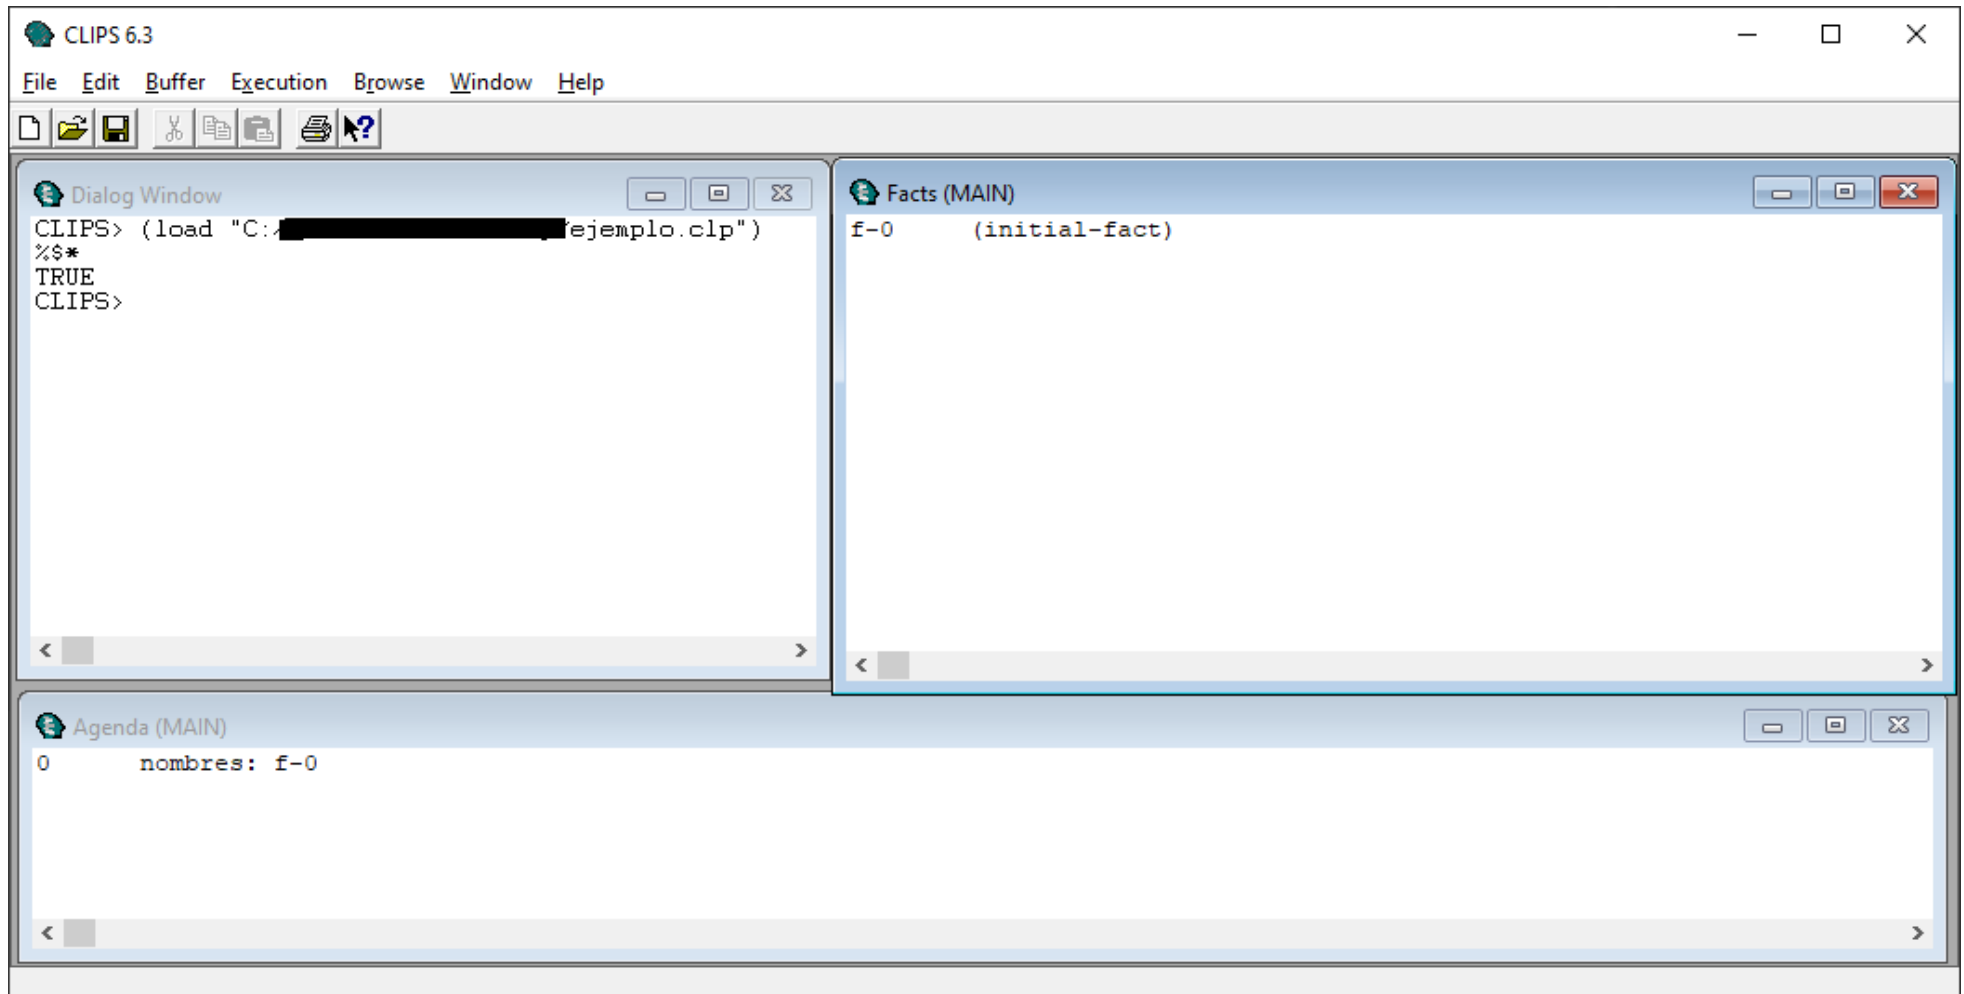 CLIPS 6.3
File Edit Buffer Execution Browse Window Help
Dialog Window
CLIPS> (load "C:/ ejemplo.clp")
%$*
TRUE
CLIPS>
Facts (MAIN)
f-0 (initial-fact)
Agenda (MAIN)
0 nombres: f-0